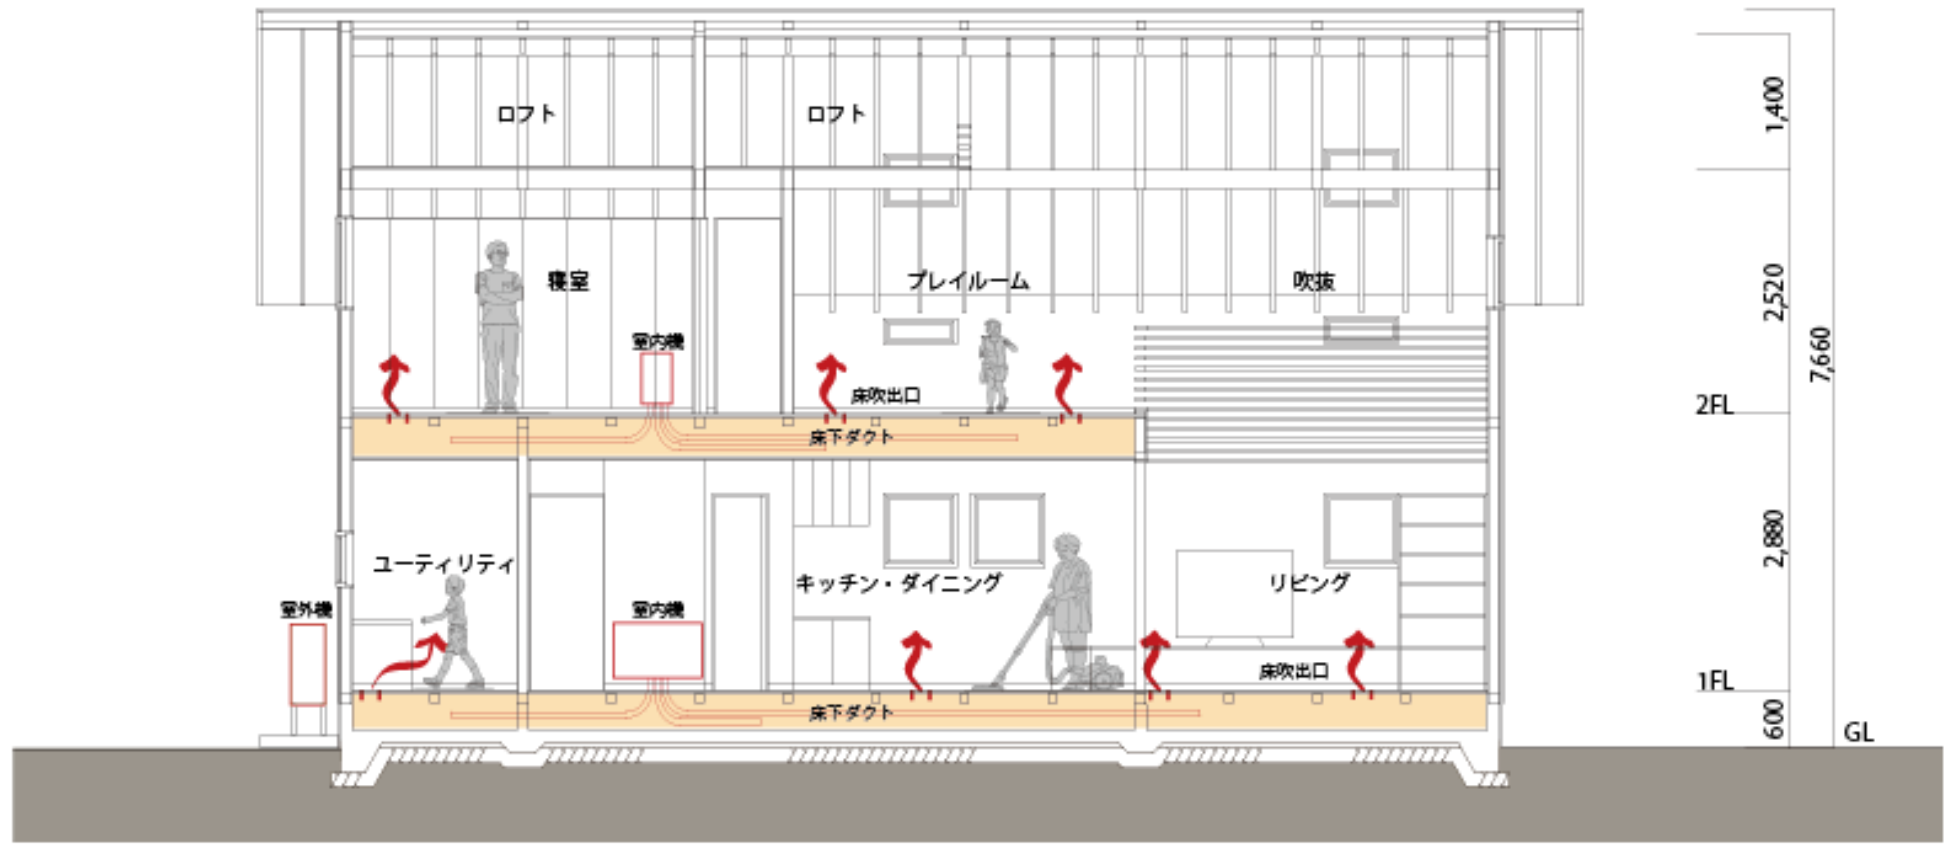 ロフト
ロフト
1,400
寝室
プレイルーム
吹抜
2,520
室内機
7,660
床吹出口
2FL
床下ダクト
2,880
ユーティリティ
キッチン・ダイニング
リビング
室外機
室内機
床吹出口
1FL
床下ダクト
600
GL